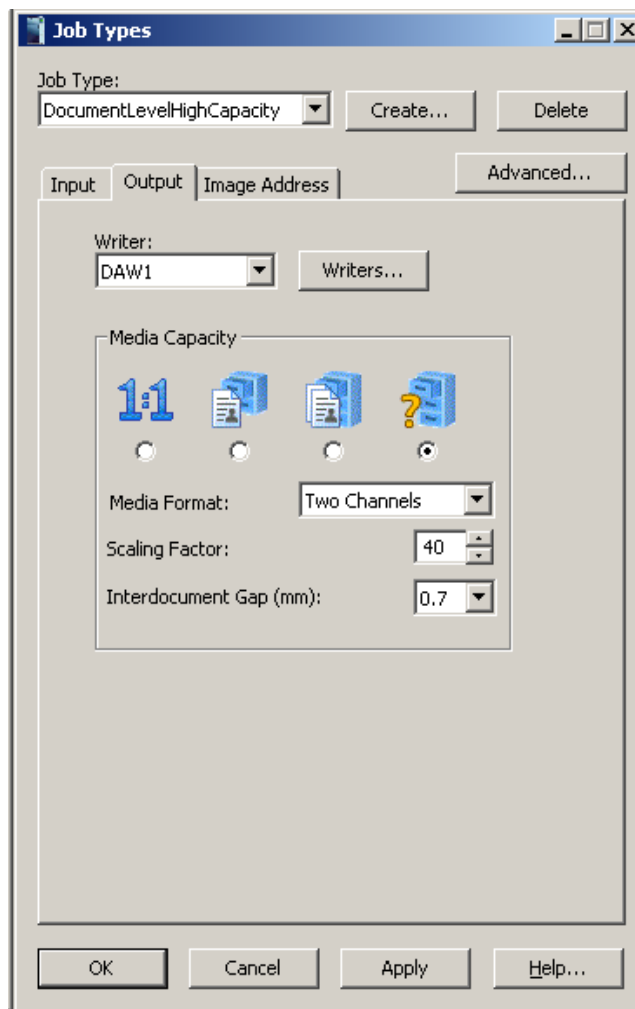 Job Types
Job Type:
DocumentLevelHighCapacity Create... Delete
Advanced...
Input Output Image Address
Writer:
DAW1 Writers...
Media Capacity
1:1 ?
Media Format: Two Channels
Scaling Factor: 40
Interdocument Gap (mm): 0.7
OK Cancel Apply Help...